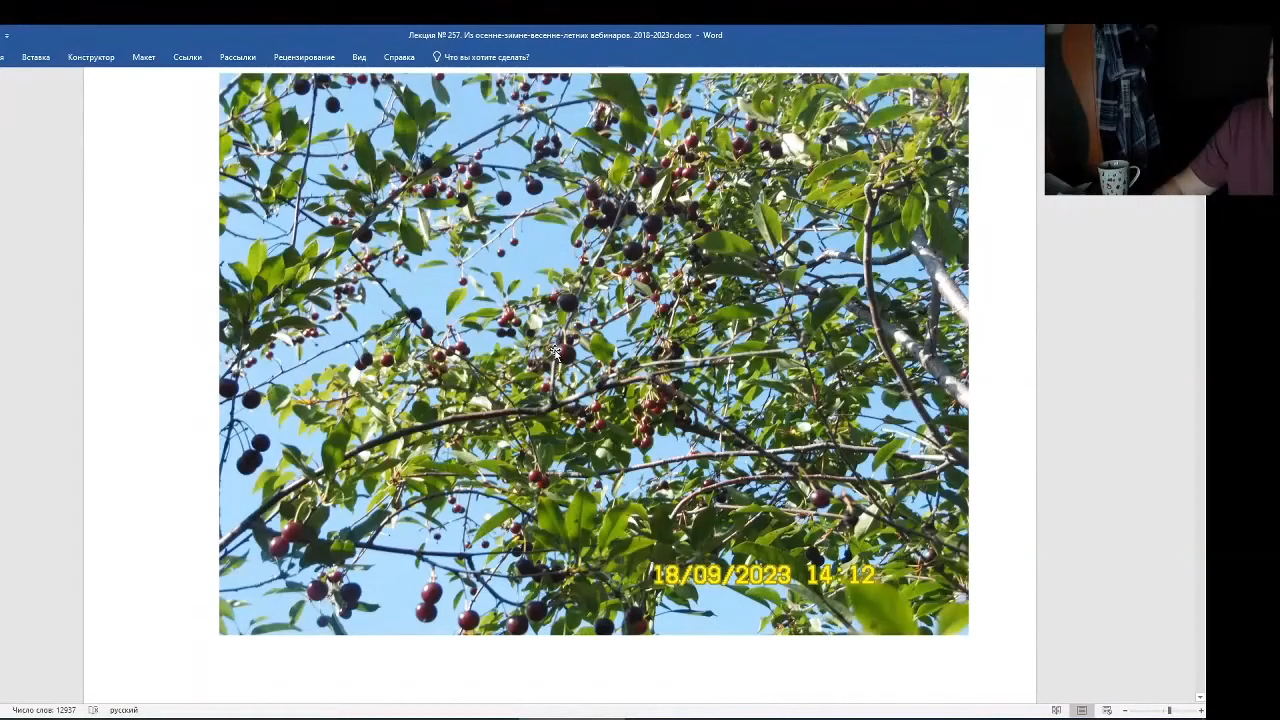 Лекция № 257. Из осенне-зимне-весенне-летних вебинаров. 2018-2023г.docx - Word
я Вставка Конструктор Макет Ссылки Рассылки Рецензирование Вид Справка Что вы хотите сделать?
18/09/2023 14 12
Число слов: 12937 русский